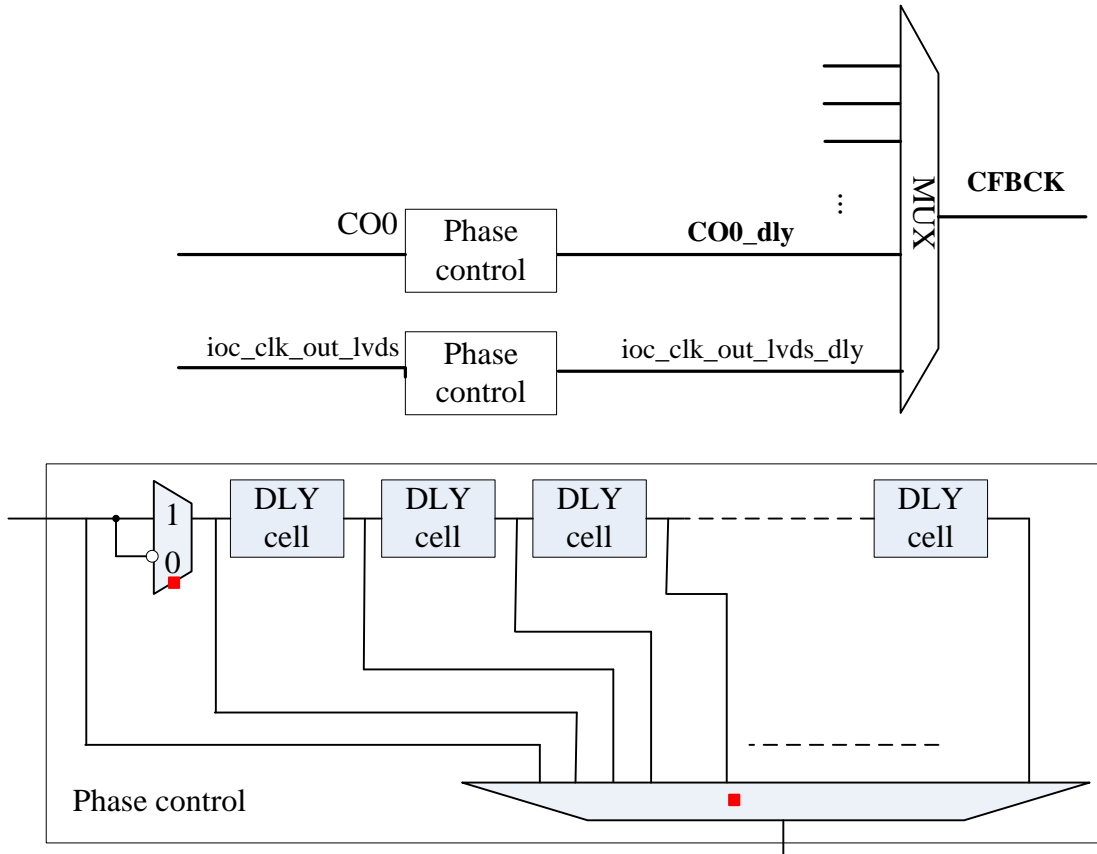 MUX
CFBCK
⋮
CO0
Phase
control
CO0_dly
ioc_clk_out_lvds
Phase
control
ioc_clk_out_lvds_dly
1
0
DLY
cell
DLY
cell
DLY
cell
DLY
cell
Phase control